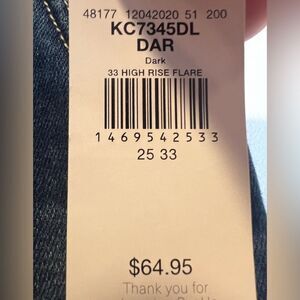 48177 12042020 51 200
KC7345DL
DAR
Dark
33 HIGH RISE FLARE
1469542533
25 33
$64.95
Thank you for